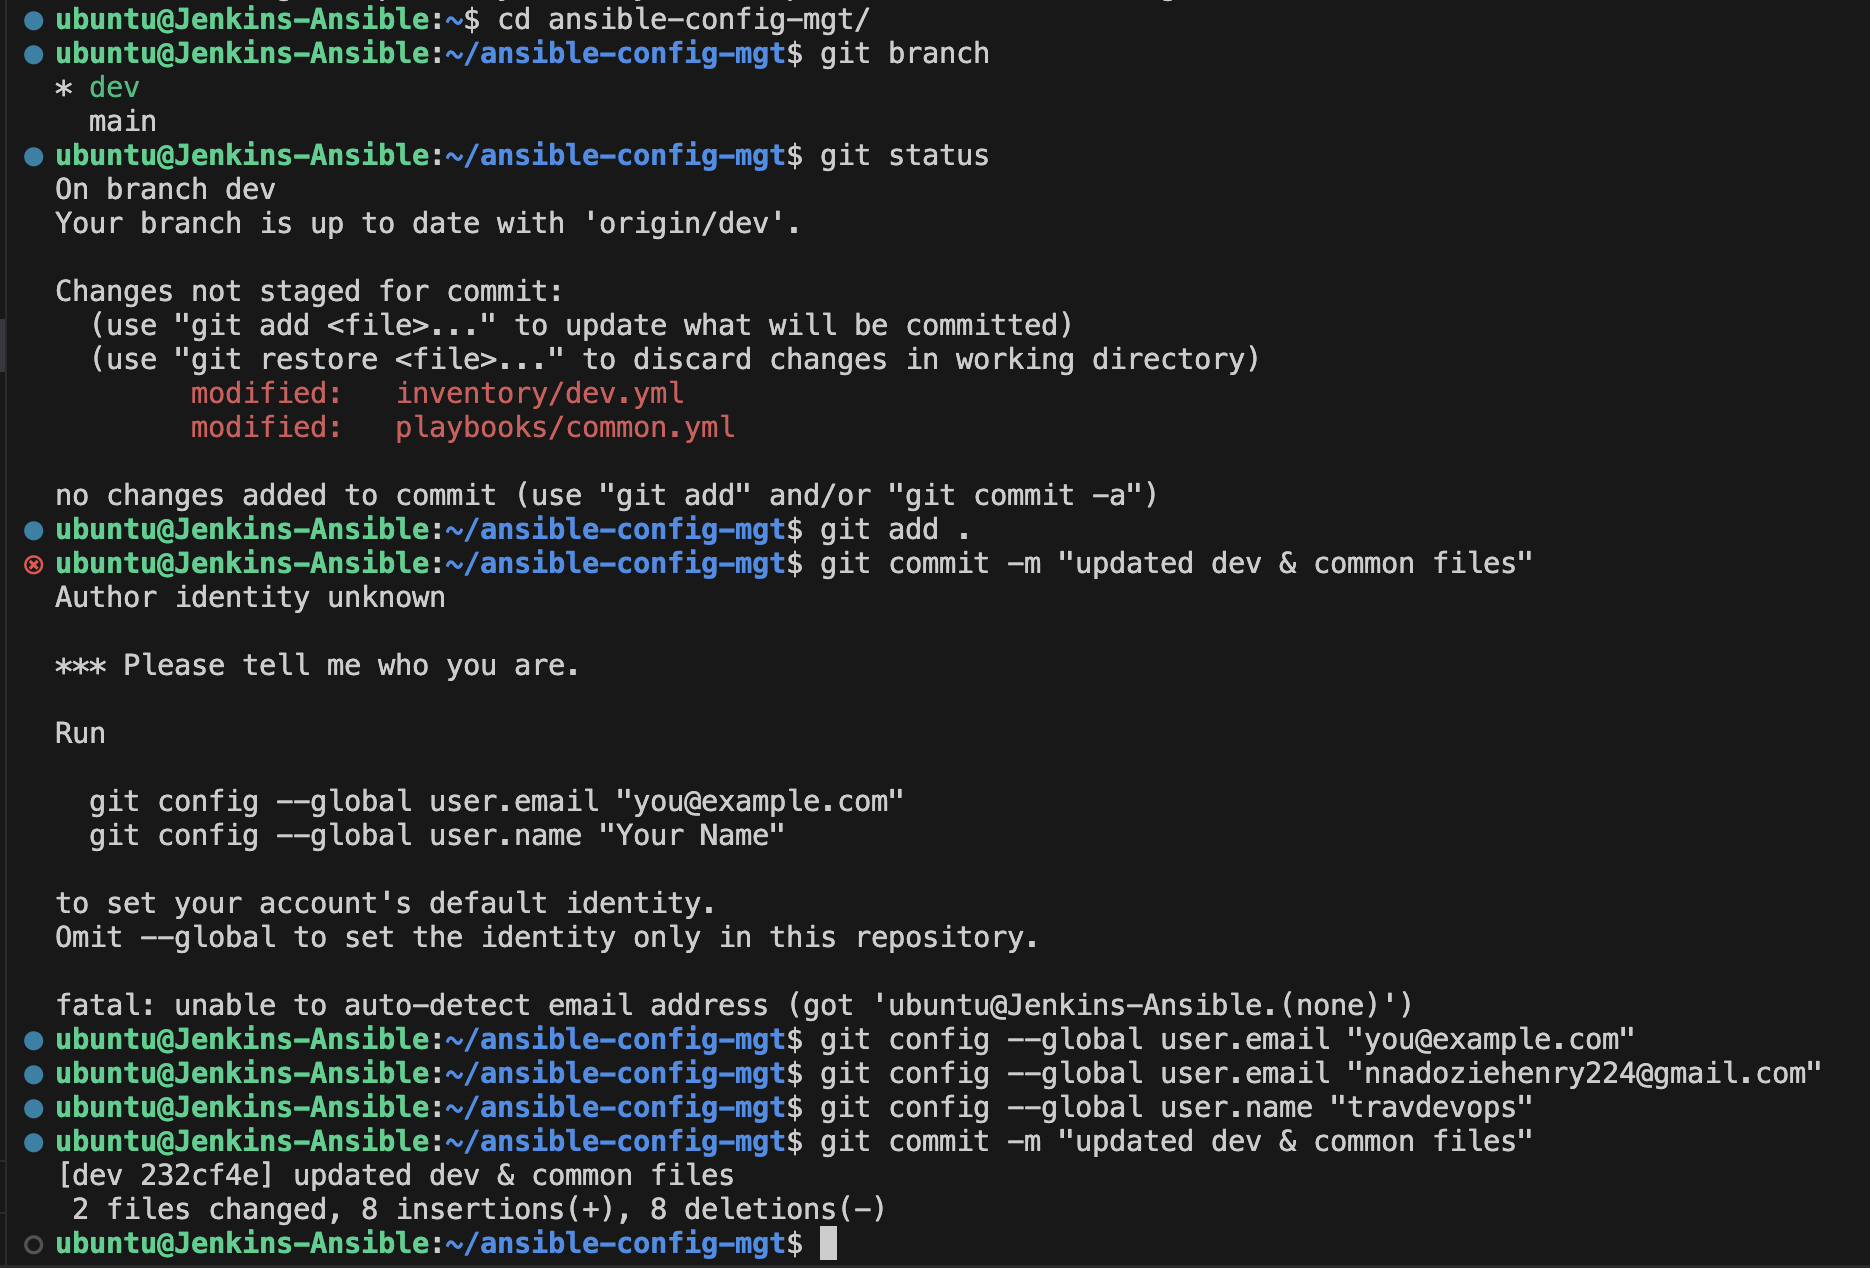 ubuntu@Jenkins-Ansible:~$ cd ansible-config-mgt/
ubuntu@Jenkins-Ansible:~/ansible-config-mgt$ git branch
* dev
  main
ubuntu@Jenkins-Ansible:~/ansible-config-mgt$ git status
On branch dev
Your branch is up to date with 'origin/dev'.

Changes not staged for commit:
  (use "git add <file>..." to update what will be committed)
  (use "git restore <file>..." to discard changes in working directory)
        modified:   inventory/dev.yml
        modified:   playbooks/common.yml

no changes added to commit (use "git add" and/or "git commit -a")
ubuntu@Jenkins-Ansible:~/ansible-config-mgt$ git add .
ubuntu@Jenkins-Ansible:~/ansible-config-mgt$ git commit -m "updated dev & common files"
Author identity unknown

*** Please tell me who you are.

Run

  git config --global user.email "you@example.com"
  git config --global user.name "Your Name"

to set your account's default identity.
Omit --global to set the identity only in this repository.

fatal: unable to auto-detect email address (got 'ubuntu@Jenkins-Ansible.(none)')
ubuntu@Jenkins-Ansible:~/ansible-config-mgt$ git config --global user.email "you@example.com"
ubuntu@Jenkins-Ansible:~/ansible-config-mgt$ git config --global user.email "nnadoziehenry224@gmail.com"
ubuntu@Jenkins-Ansible:~/ansible-config-mgt$ git config --global user.name "travdevops"
ubuntu@Jenkins-Ansible:~/ansible-config-mgt$ git commit -m "updated dev & common files"
[dev 232cf4e] updated dev & common files
 2 files changed, 8 insertions(+), 8 deletions(-)
ubuntu@Jenkins-Ansible:~/ansible-config-mgt$